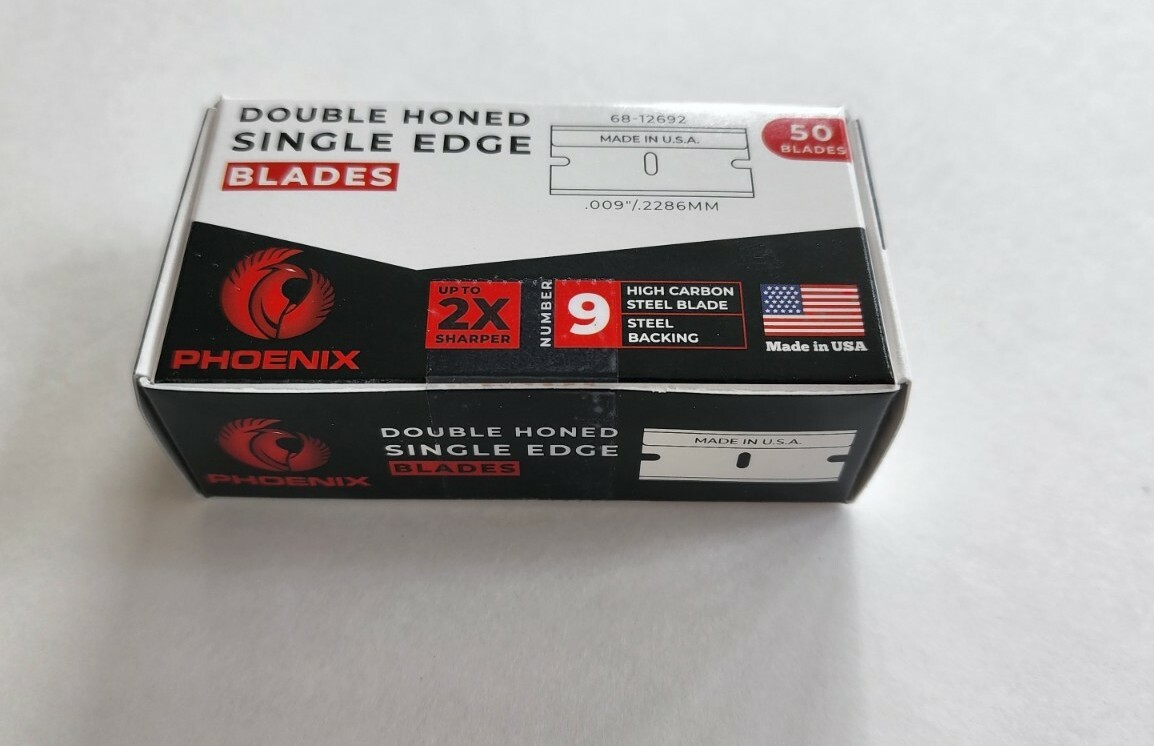 DOUBLE HONED
SINGLE EDGE
BLADES
68-12692
MADE IN U.S.A.
.009"/.2286MM
50
BLADES
PHOENIX
UP TO
2X
SHARPER
NUMBER
9
HIGH CARBON
STEEL BLADE
STEEL
BACKING
Made in USA
PHOENIX
DOUBLE HONED
SINGLE EDGE
BLADES
MADE IN U.S.A.